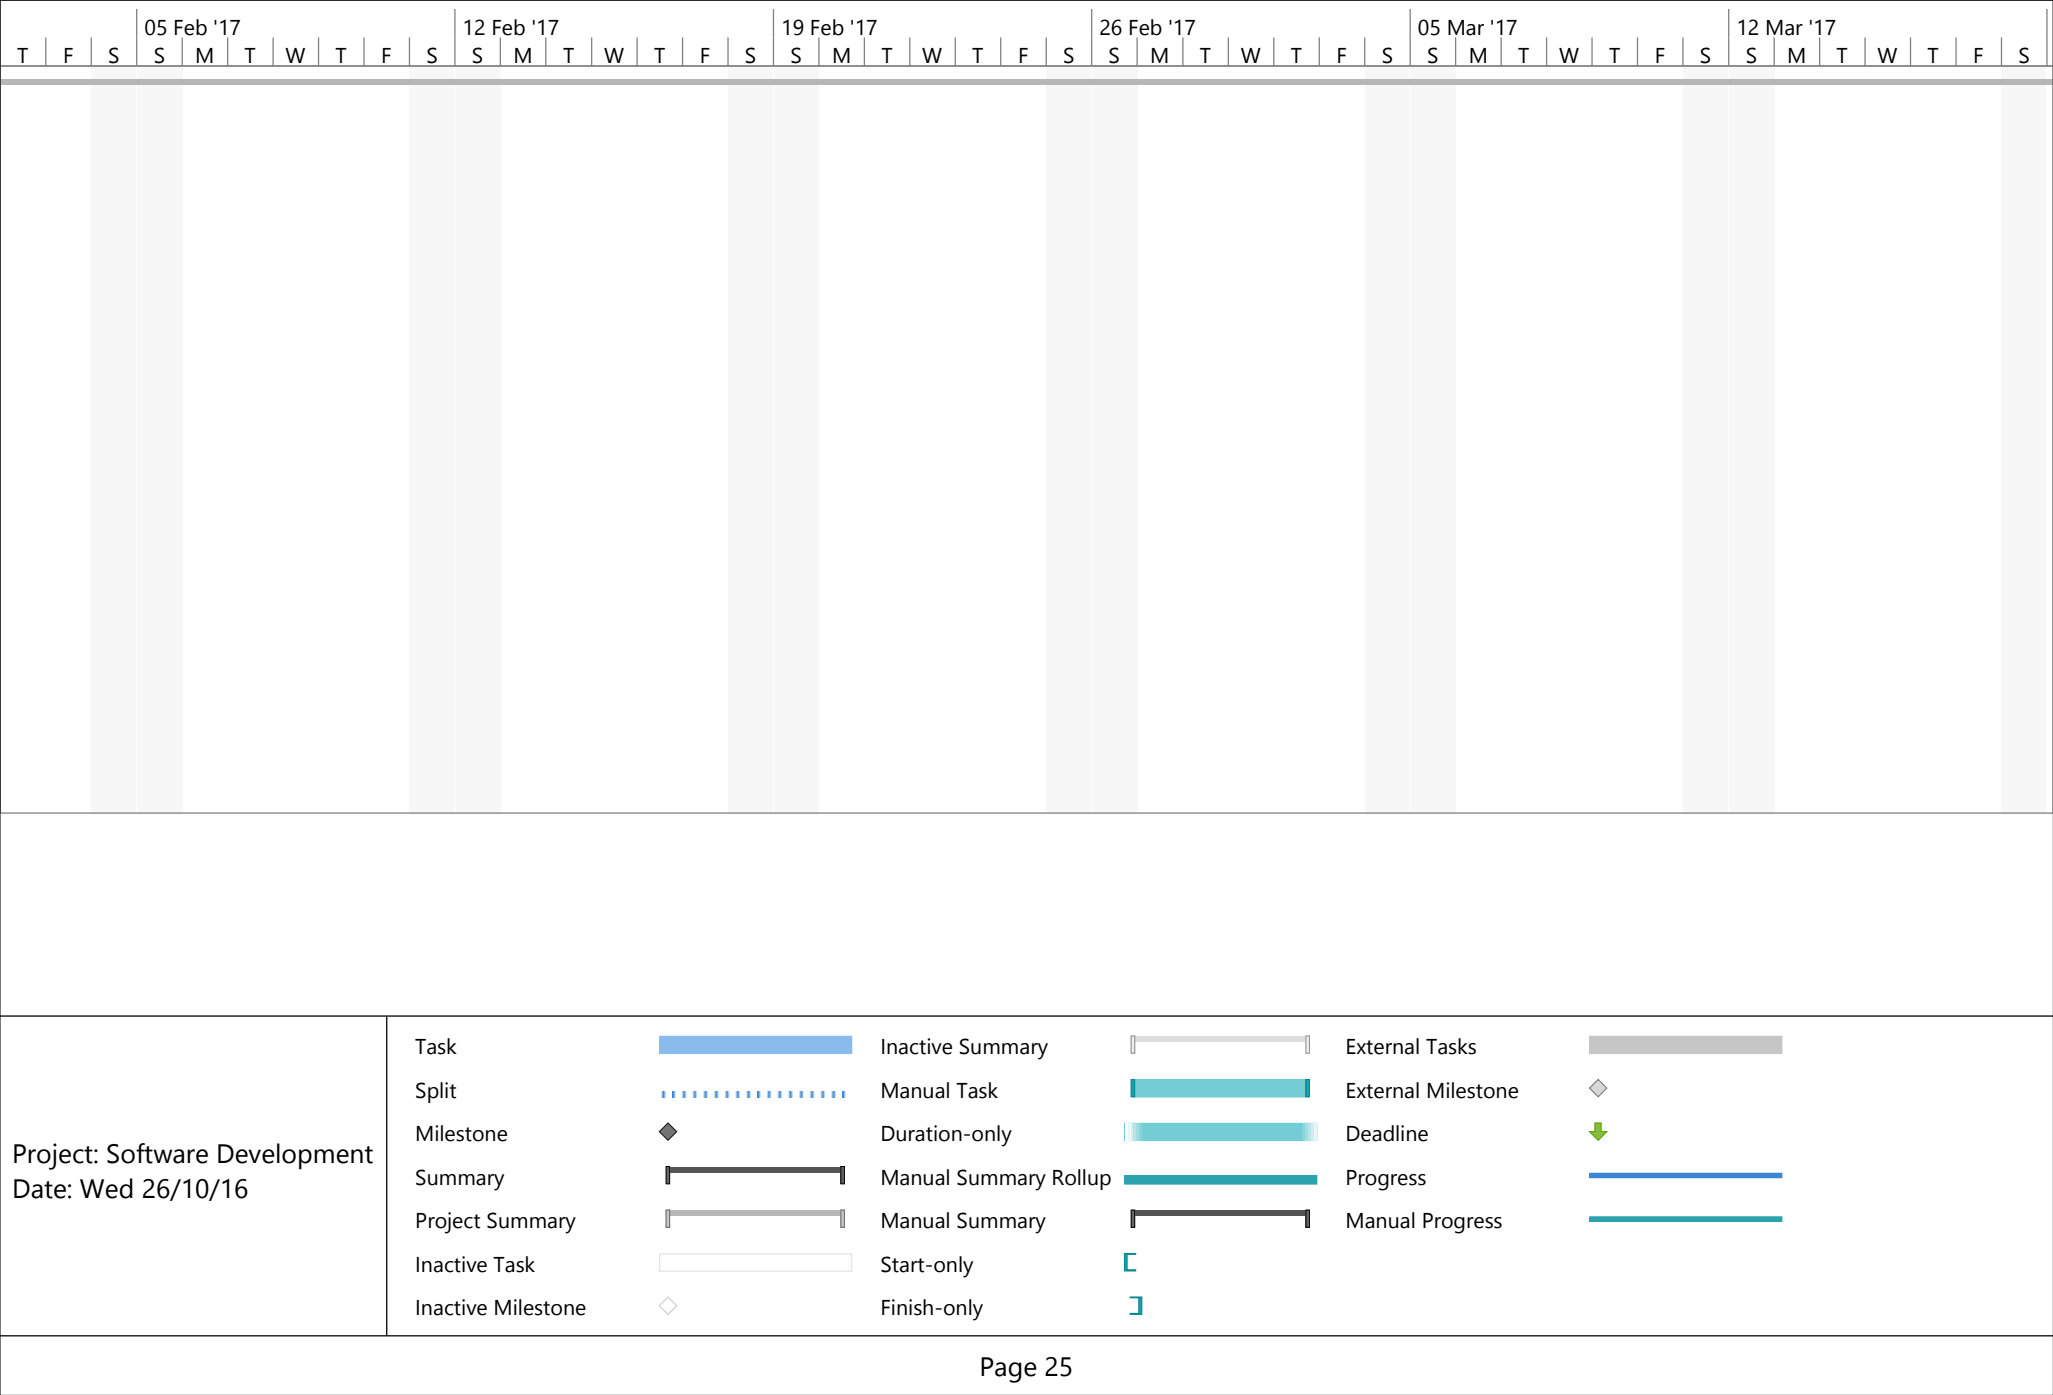 05 Feb '17 12 Feb '17 19 Feb '17 26 Feb '17 05 Mar '17 12 Mar '17
T F S S M T W T F S S M T W T F S S M T W T F S S M T W T F S S M T W T F S S M T W T F S
Task Inactive Summary External Tasks
Split Manual Task External Milestone
Milestone Duration-only Deadline
Project: Software Development
Summary Manual Summary Rollup Progress
Date: Wed 26/10/16
Project Summary Manual Summary Manual Progress
Inactive Task Start-only
Inactive Milestone Finish-only
Page 25